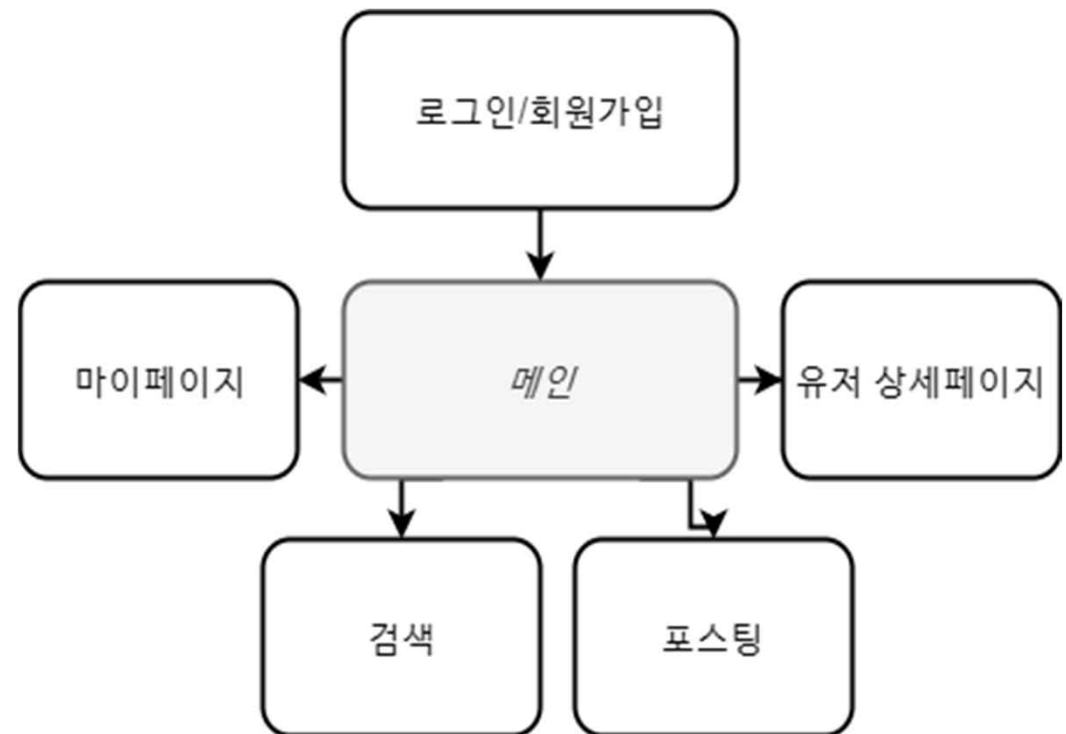 로그인/회원가입
마이페이지
메인
유저 상세페이지
검색
포스팅